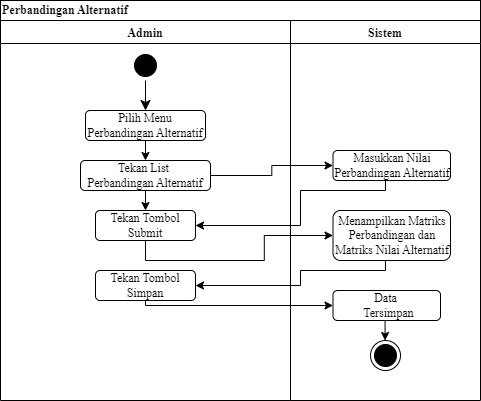 Perbandingan Alternatif
Admin
Sistem
Pilih Menu
Perbandingan Alternatif
Tekan List
Perbandingan Alternatif
Masukkan Nilai
Perbandingan Alternatif
Tekan Tombol
Submit
Menampilkan Matriks
Perbandingan dan
Matriks Nilai Alternatif
Tekan Tombol
Simpan
Data
Tersimpan